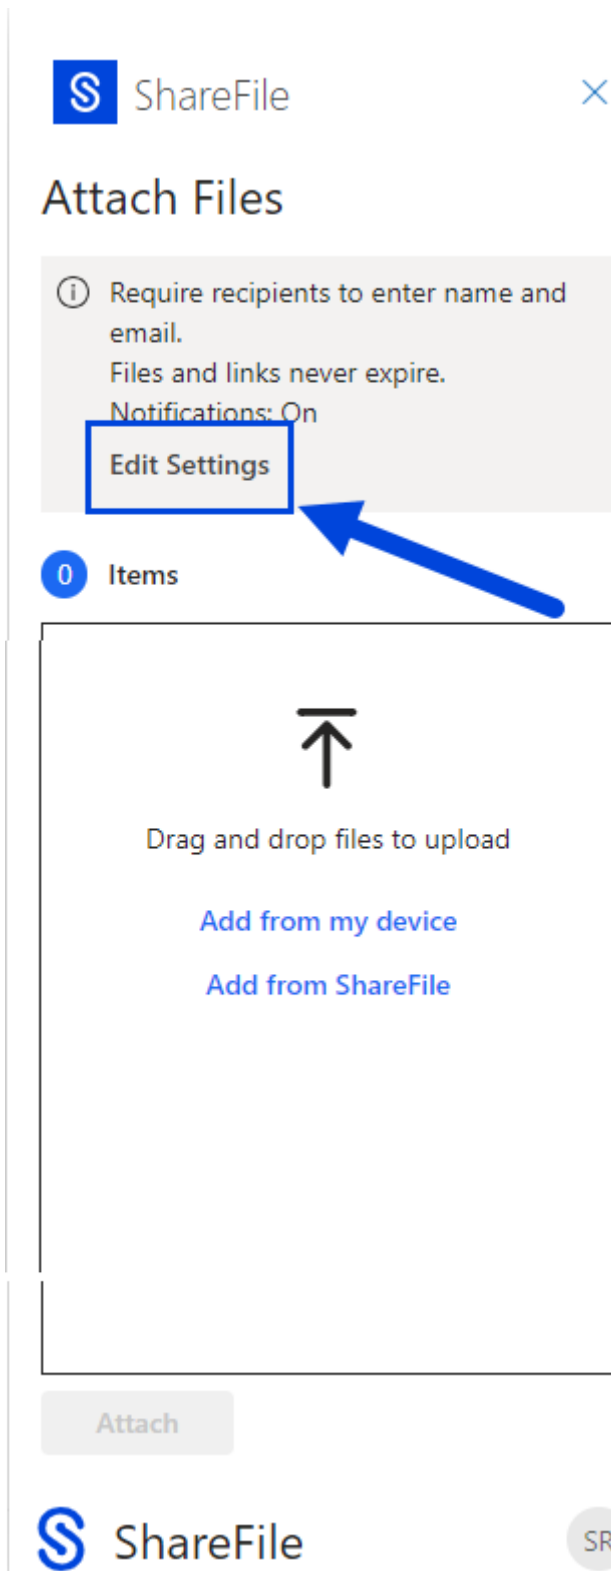 ShareFile
Attach Files
Require recipients to enter name and
email.
Files and links never expire.
Notifications: On
Edit Settings
0 Items
Drag and drop files to upload
Add from my device
Add from ShareFile
Attach
ShareFile
SR